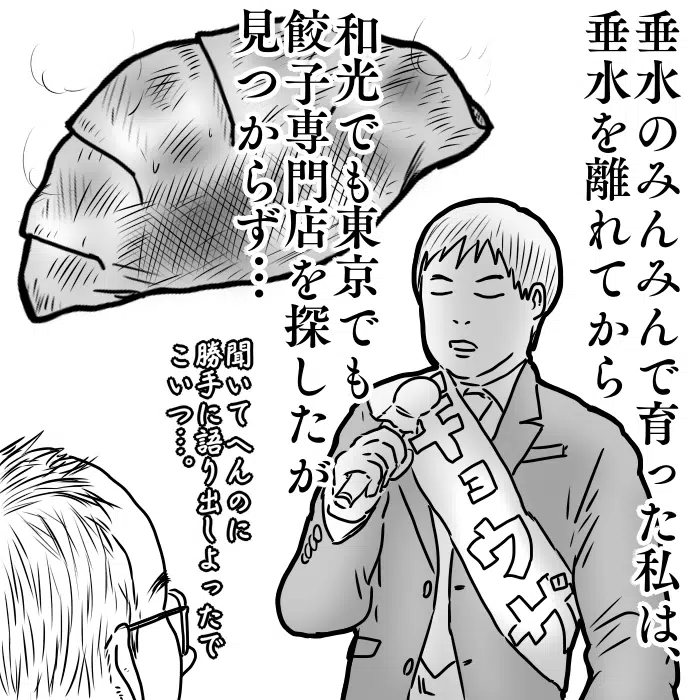 垂水のみんみんで育った私は、
垂水を離れてから
和光でも東京でも
餃子専門店を探したが
見つからず…
キョウザ
聞いてへんのに
勝手に語り出しよったで
こいつ…。